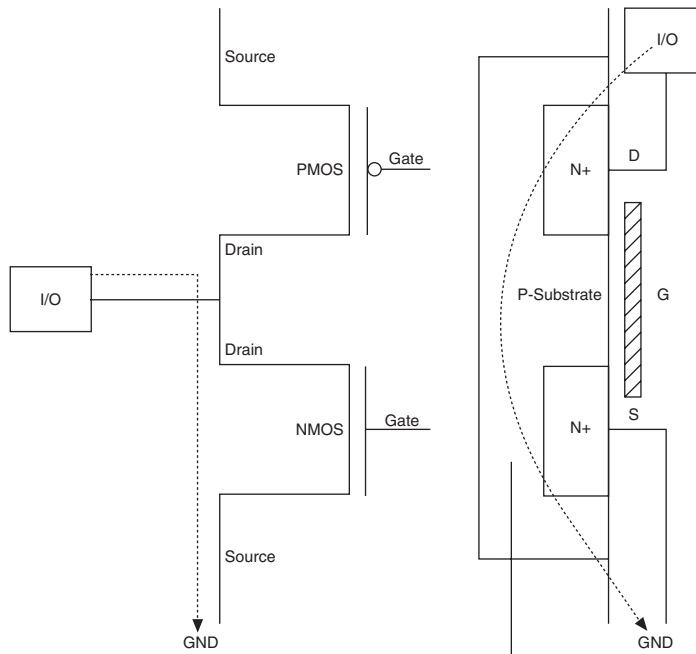 Source
PMOS
Gate
Drain
I/O
Drain
NMOS
Gate
Source
GND
I/O
D
N+
P-Substrate
G
S
N+
GND